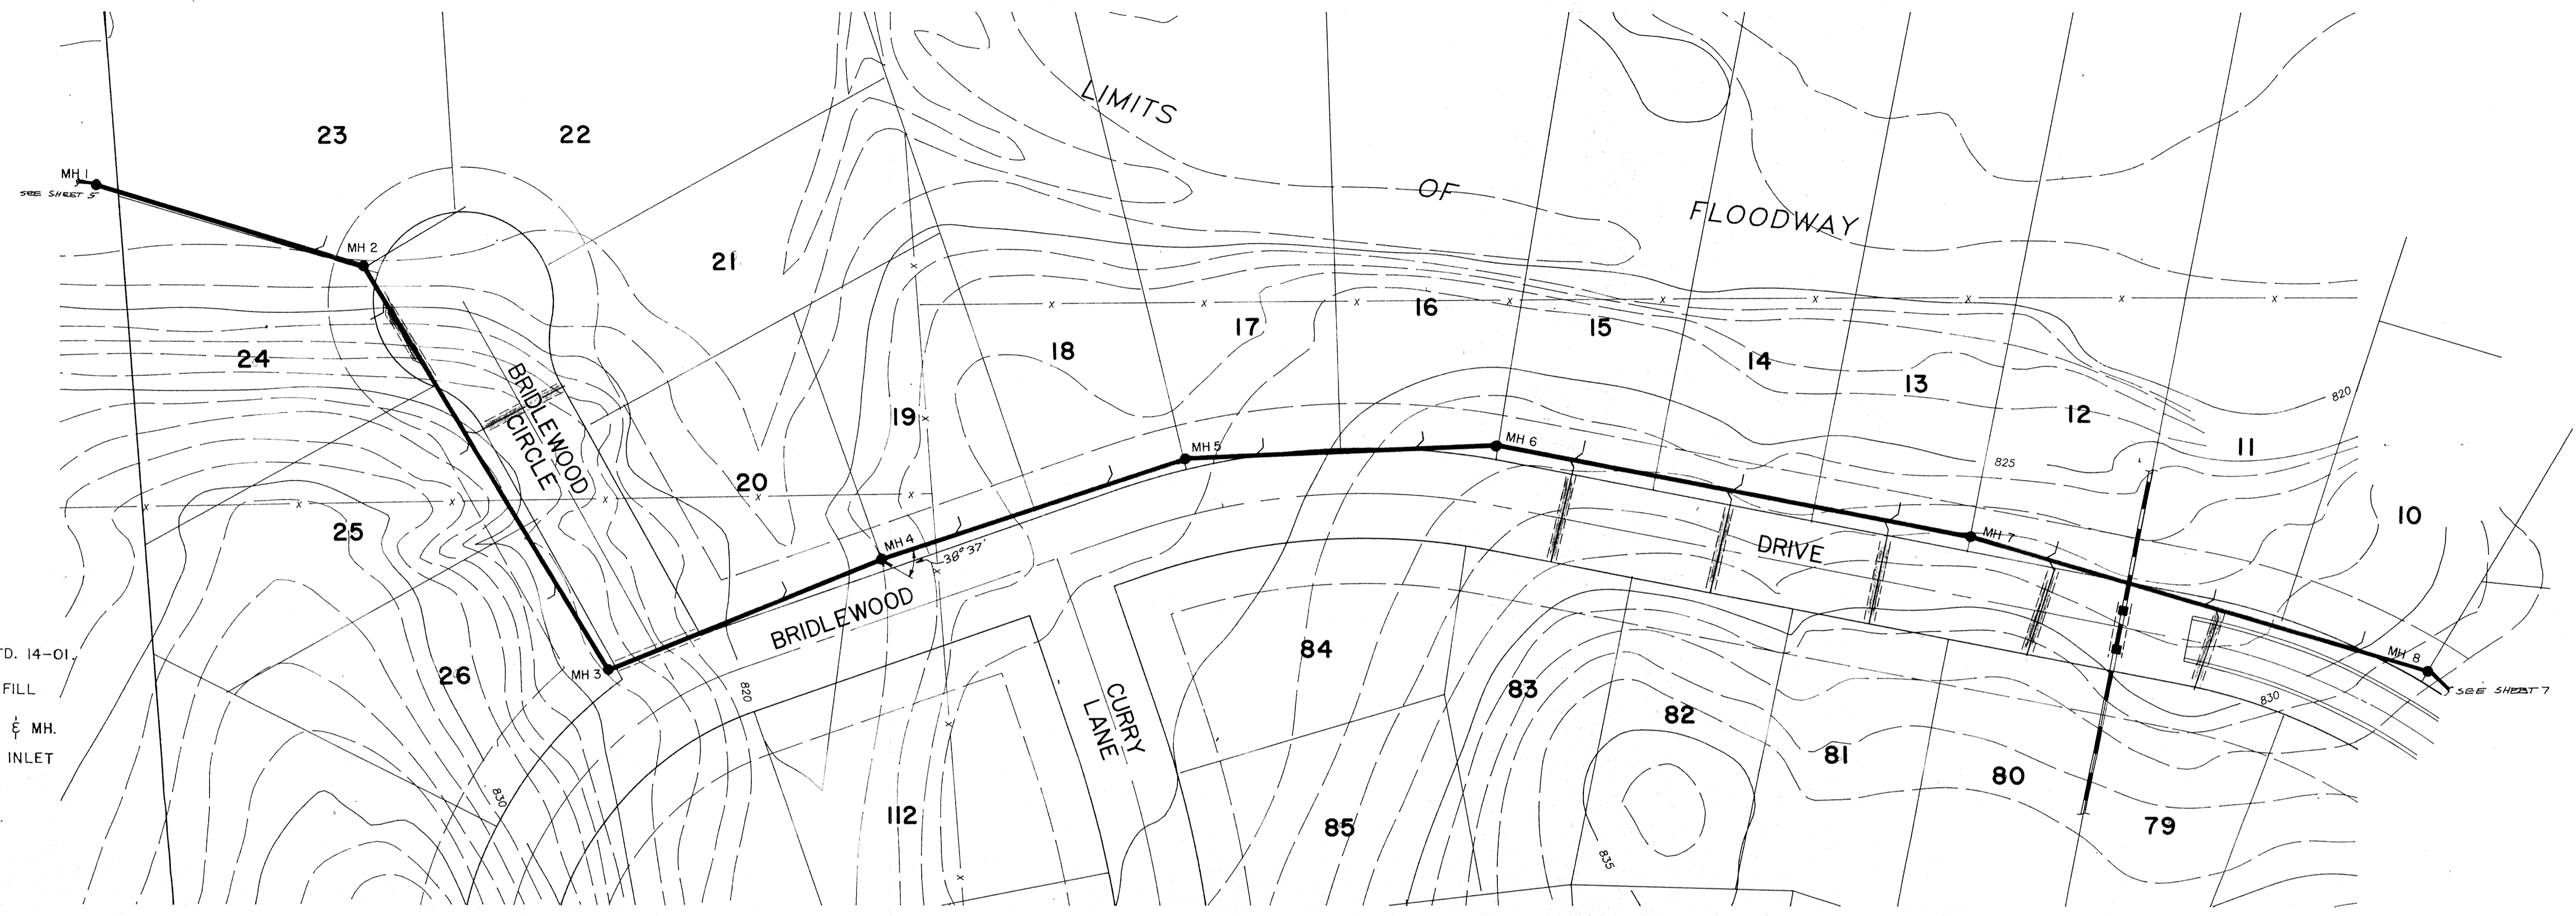 LIMITS
OF
FLOODWAY
23
22
21
MH 1
SEE SHEET 5
MH 2
24
BRIDLEWOOD
CIRCLE
25
26
MH 3
20
19
18
17
16
15
14
13
12
11
10
820
825
MH 4
38° 37'
MH 5
MH 6
MH 7
MH 8
SEE SHEET 7
BRIDLEWOOD
DRIVE
CURRY
LANE
84
83
82
81
80
79
85
112
820
830
830
835
TD. 14-01.
FILL
& MH.
INLET
x x x x x x x x x
x x x x x x
x x x x x